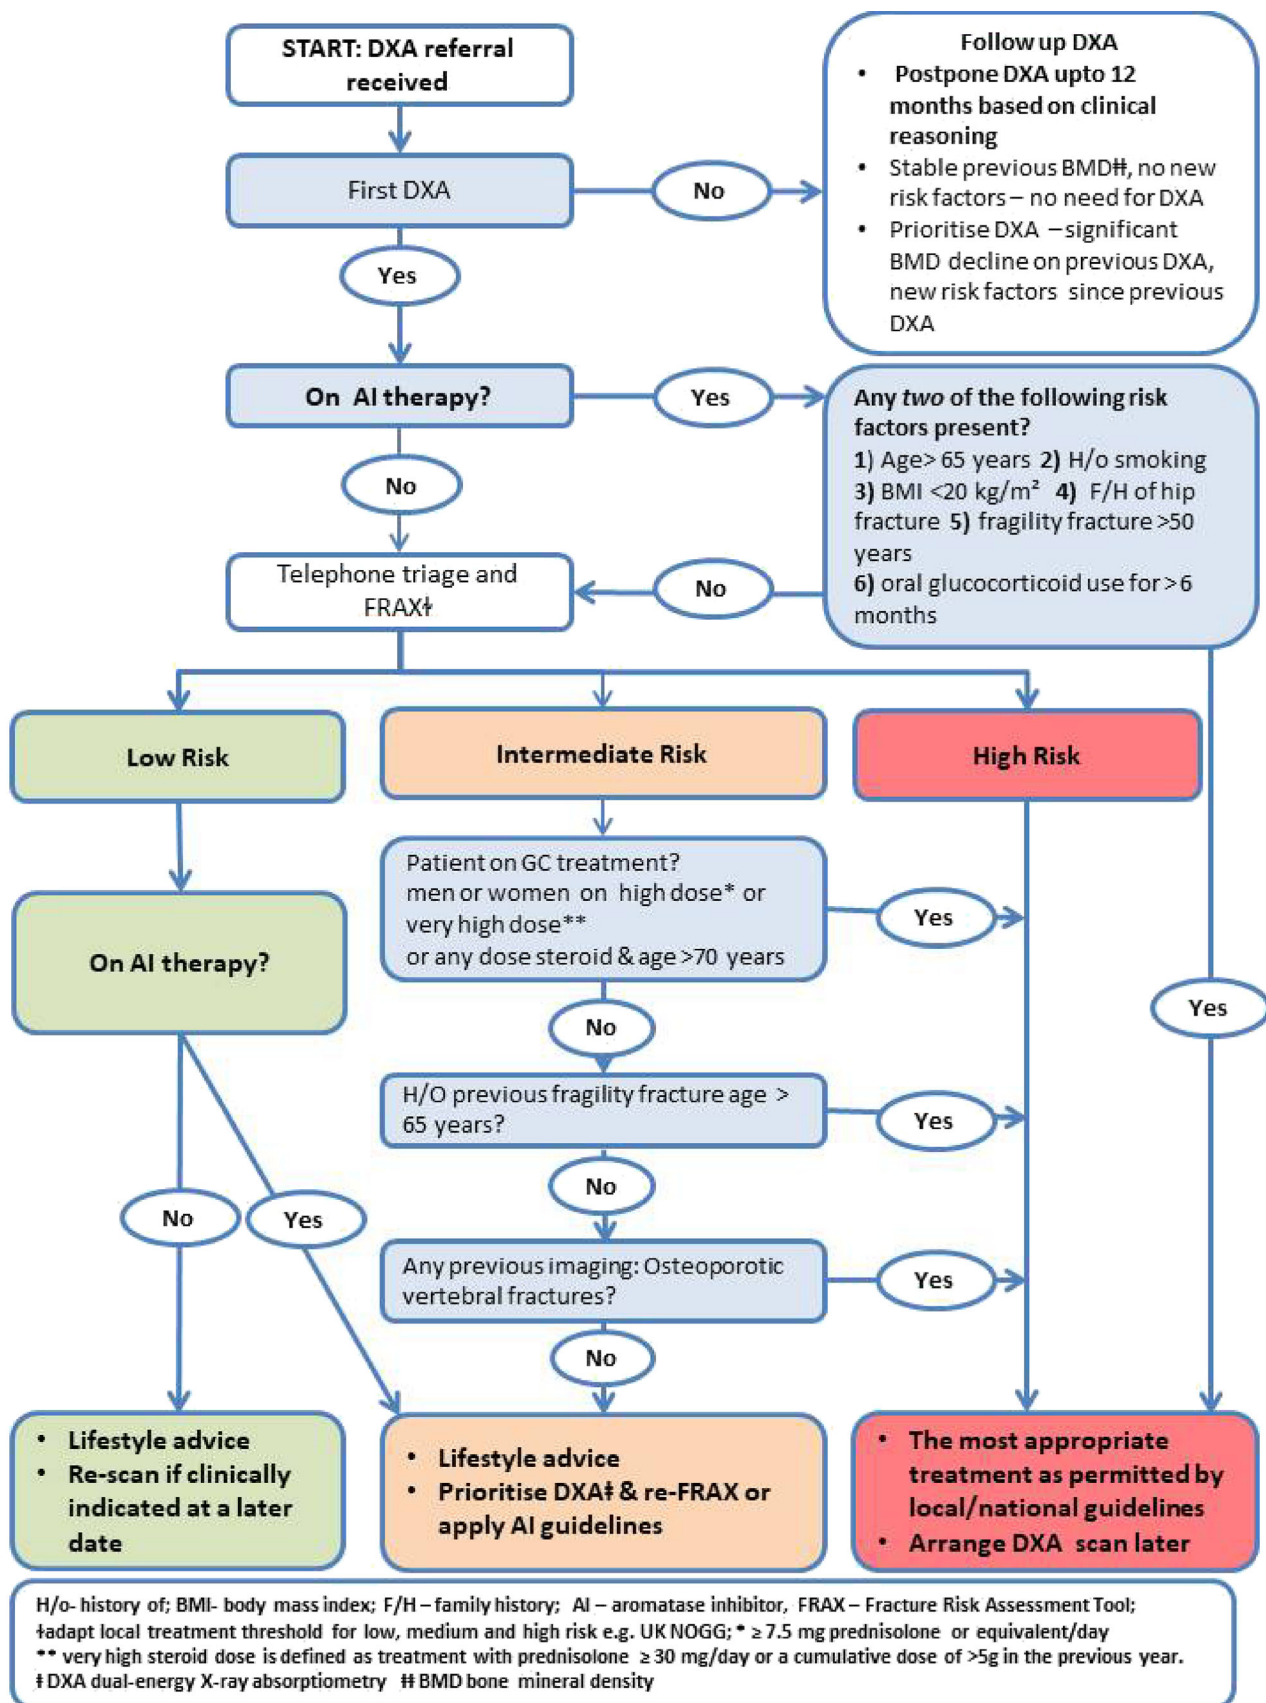 START: DXA referral
received
Follow up DXA
• Postpone DXA upto 12
months based on clinical
reasoning
• Stable previous BMDⱡⱡ, no new
risk factors – no need for DXA
• Prioritise DXA – significant
BMD decline on previous DXA,
new risk factors since previous
DXA
First DXA
No
Yes
On AI therapy?
Yes
Any two of the following risk
factors present?
1) Age> 65 years 2) H/o smoking
3) BMI <20 kg/m² 4) F/H of hip
fracture 5) fragility fracture >50
years
6) oral glucocorticoid use for >6
months
No
Telephone triage and
FRAXƚ
No
Low Risk
Intermediate Risk
High Risk
Patient on GC treatment?
men or women on high dose* or
very high dose**
or any dose steroid & age >70 years
Yes
On AI therapy?
Yes
No
H/O previous fragility fracture age >
65 years?
Yes
No
No
Yes
Any previous imaging: Osteoporotic
vertebral fractures?
Yes
No
• Lifestyle advice
• Re-scan if clinically
indicated at a later
date
• Lifestyle advice
• Prioritise DXAⱡ & re-FRAX or
apply AI guidelines
• The most appropriate
treatment as permitted by
local/national guidelines
• Arrange DXA scan later
H/o- history of; BMI- body mass index; F/H – family history; AI – aromatase inhibitor, FRAX – Fracture Risk Assessment Tool;
ƚadapt local treatment threshold for low, medium and high risk e.g. UK NOGG; * ≥ 7.5 mg prednisolone or equivalent/day
** very high steroid dose is defined as treatment with prednisolone ≥ 30 mg/day or a cumulative dose of >5g in the previous year.
ⱡ DXA dual-energy X-ray absorptiometry ⱡⱡ BMD bone mineral density